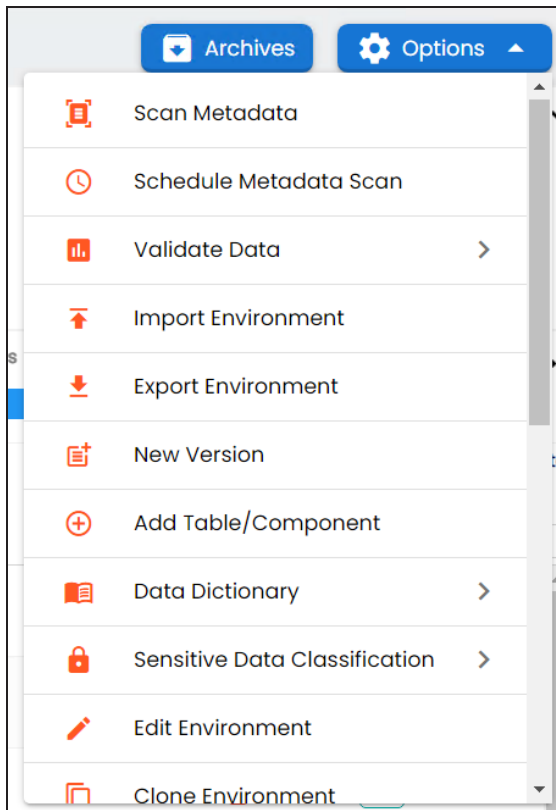 Archives
Options
Scan Metadata
Schedule Metadata Scan
Validate Data
Import Environment
s
Export Environment
New Version
Add Table/Component
Data Dictionary
Sensitive Data Classification
Edit Environment
Clone Environment